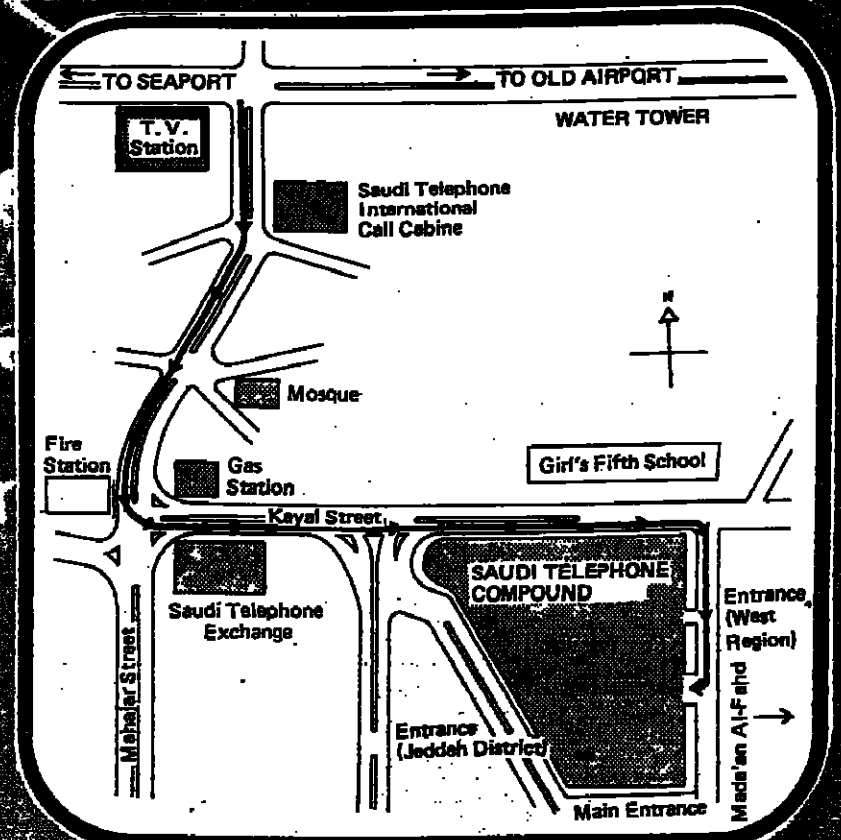 TO SEAPORT
TO OLD AIRPORT
WATER TOWER
T.V.
Station
Saudi Telephone
International
Call Cabine
N
Mosque
Fire
Station
Gas
Station
Girl's Fifth School
Kayal Street
SAUDI TELEPHONE
COMPOUND
Saudi Telephone
Exchange
Entrance
(West
Region)
Mahajar Street
Entrance
(Jeddah District)
Mada'an Al-Fahd
Main Entrance